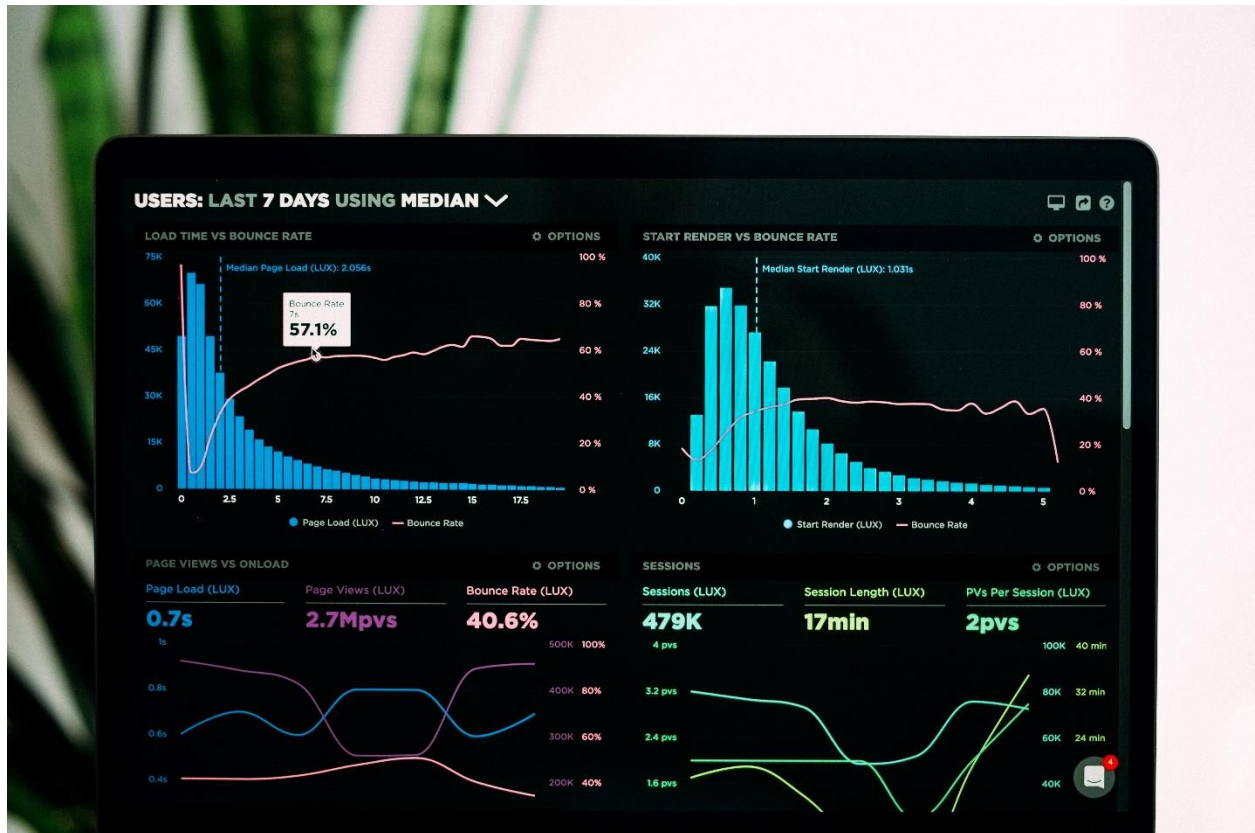 USERS: LAST 7 DAYS USING MEDIAN
LOAD TIME VS BOUNCE RATE
OPTIONS
75K
60K
45K
30K
15K
0
100 %
80 %
60 %
40 %
20 %
0 %
Median Page Load (LUX): 2.056s
Bounce Rate
7s
57.1%
0 2.5 5 7.5 10 12.5 15 17.5
Page Load (LUX) Bounce Rate
START RENDER VS BOUNCE RATE
OPTIONS
40K
32K
24K
16K
8K
0
100 %
80 %
60 %
40 %
20 %
0 %
Median Start Render (LUX): 1.031s
0 1 2 3 4 5
Start Render (LUX) Bounce Rate
PAGE VIEWS VS ONLOAD
OPTIONS
Page Load (LUX) Page Views (LUX) Bounce Rate (LUX)
0.7s 2.7Mpvs 40.6%
1s 500K 100%
0.8s 400K 80%
0.6s 300K 60%
0.4s 200K 40%
SESSIONS
OPTIONS
Sessions (LUX) Session Length (LUX) PVs Per Session (LUX)
479K 17min 2pvs
4 pvs 100K 40 min
3.2 pvs 80K 32 min
2.4 pvs 60K 24 min
1.6 pvs 40K
4